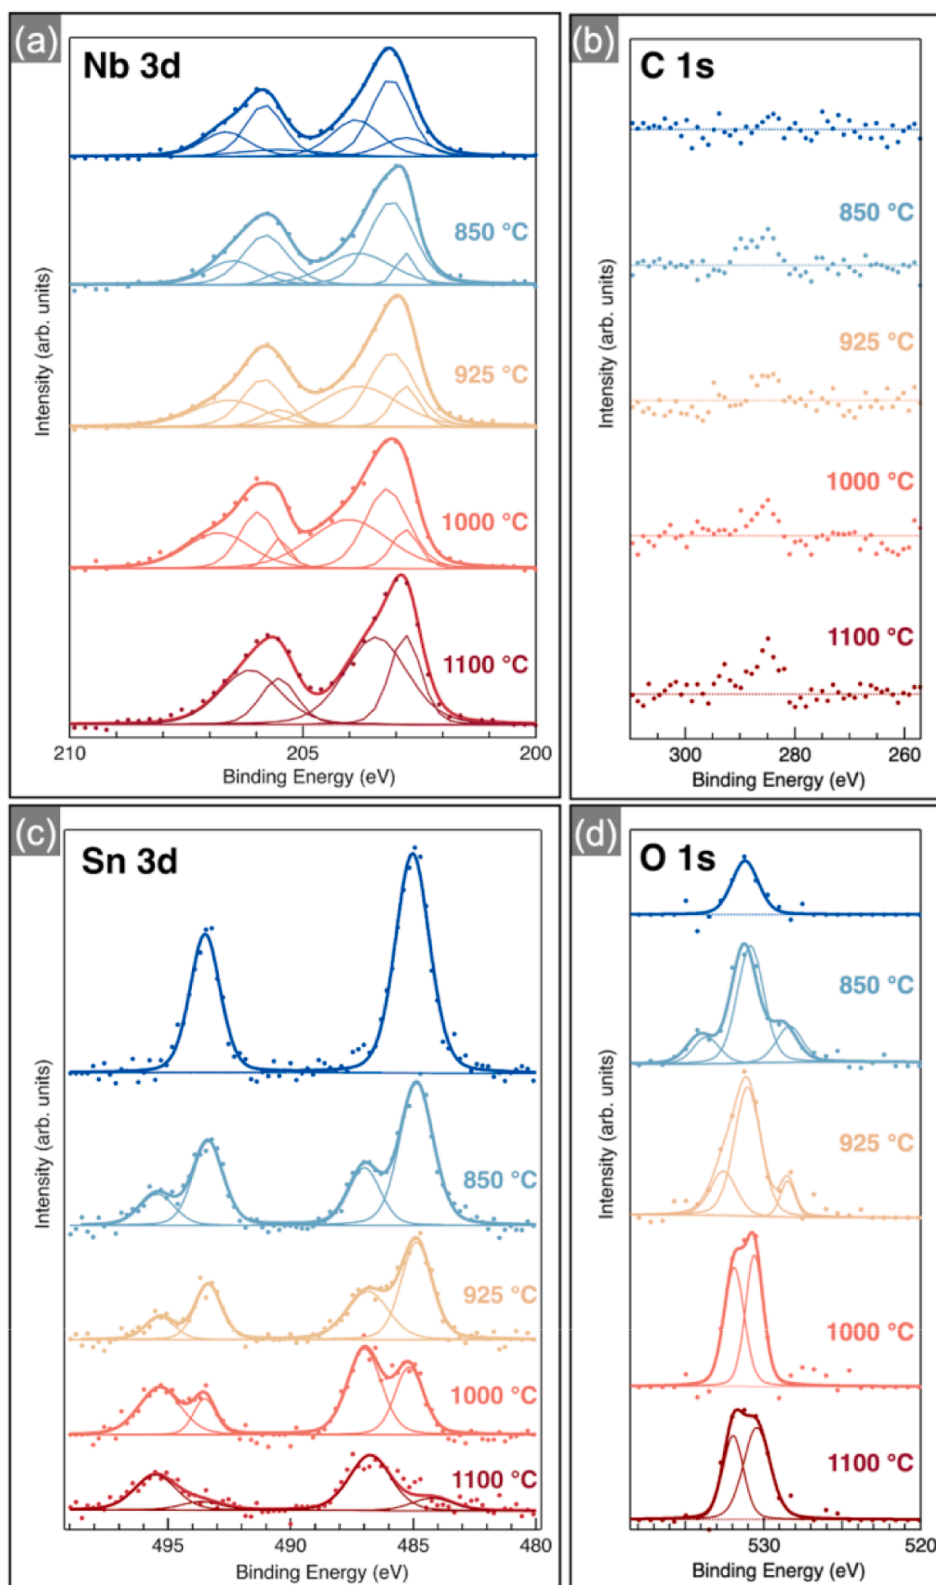 (a)
Nb 3d
850 °C
925 °C
1000 °C
1100 °C
Intensity (arb. units)
210
205
200
Binding Energy (eV)
(b)
C 1s
850 °C
925 °C
1000 °C
1100 °C
Intensity (arb. units)
300
280
260
Binding Energy (eV)
(c)
Sn 3d
850 °C
925 °C
1000 °C
1100 °C
Intensity (arb. units)
495
490
485
480
Binding Energy (eV)
(d)
O 1s
850 °C
925 °C
1000 °C
1100 °C
Intensity (arb. units)
530
520
Binding Energy (eV)